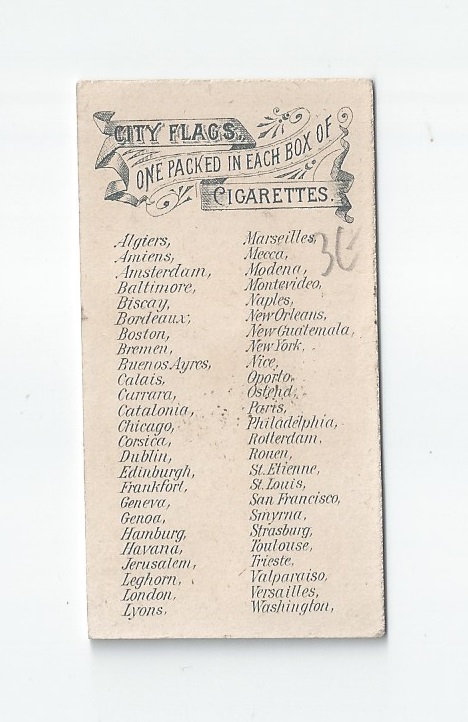 CITY FLAGS.
ONE PACKED IN EACH BOX OF
CIGARETTES.
Algiers,
Amiens,
Amsterdam,
Baltimore,
Biscay,
Bordeaux,
Boston,
Bremen,
Buenos Ayres,
Calais,
Carrara,
Catalonia,
Chicago,
Corsica,
Dublin,
Edinburgh,
Frankfort,
Geneva,
Genoa,
Hamburg,
Havana,
Jerusalem,
Leghorn,
London.
Lyons,
Marseilles,
Mecca,
Modena,
Montevideo,
Naples,
New Orleans,
New Guatemala,
New York,
Nice,
Oporto,
Ostend,
Paris,
Philadelphia,
Rotterdam,
Rouen,
St. Etienne,
St. Louis,
San Francisco,
Smyrna,
Strasburg,
Toulouse,
Trieste,
Valparaiso,
Versailles,
Washington,